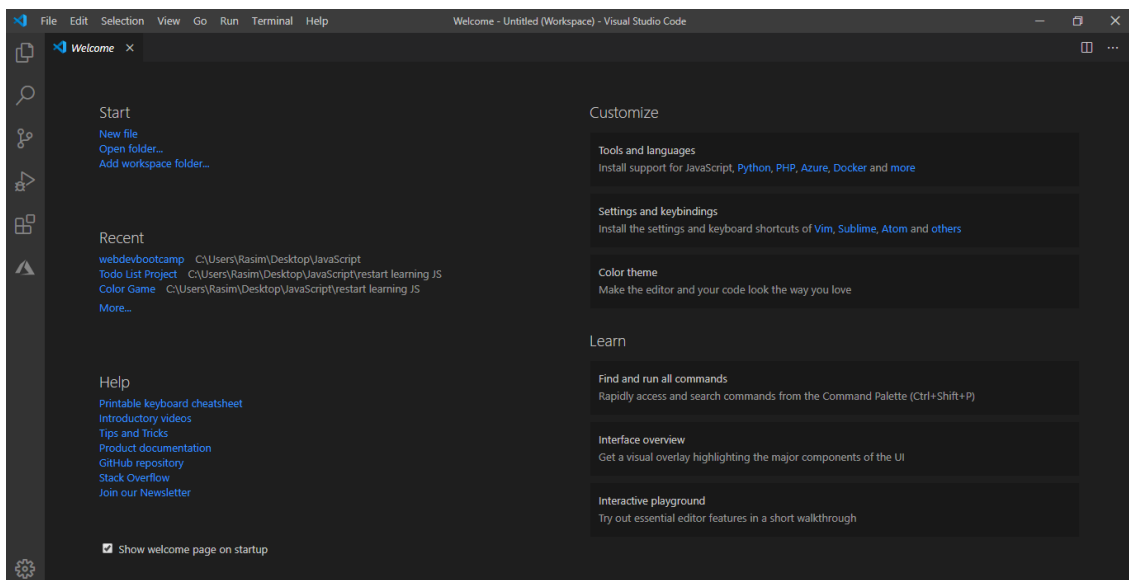 File Edit Selection View Go Run Terminal Help Welcome - Untitled (Workspace) - Visual Studio Code
Welcome
Start
New file
Open folder...
Add workspace folder...
Recent
webdevbootcamp C:\Users\Rasim\Desktop\JavaScript
Todo List Project C:\Users\Rasim\Desktop\JavaScript\restart learning JS
Color Game C:\Users\Rasim\Desktop\JavaScript\restart learning JS
More...
Help
Printable keyboard cheatsheet
Introductory videos
Tips and Tricks
Product documentation
GitHub repository
Stack Overflow
Join our Newsletter
Show welcome page on startup
Customize
Tools and languages
Install support for JavaScript, Python, PHP, Azure, Docker and more
Settings and keybindings
Install the settings and keyboard shortcuts of Vim, Sublime, Atom and others
Color theme
Make the editor and your code look the way you love
Learn
Find and run all commands
Rapidly access and search commands from the Command Palette (Ctrl+Shift+P)
Interface overview
Get a visual overlay highlighting the major components of the UI
Interactive playground
Try out essential editor features in a short walkthrough